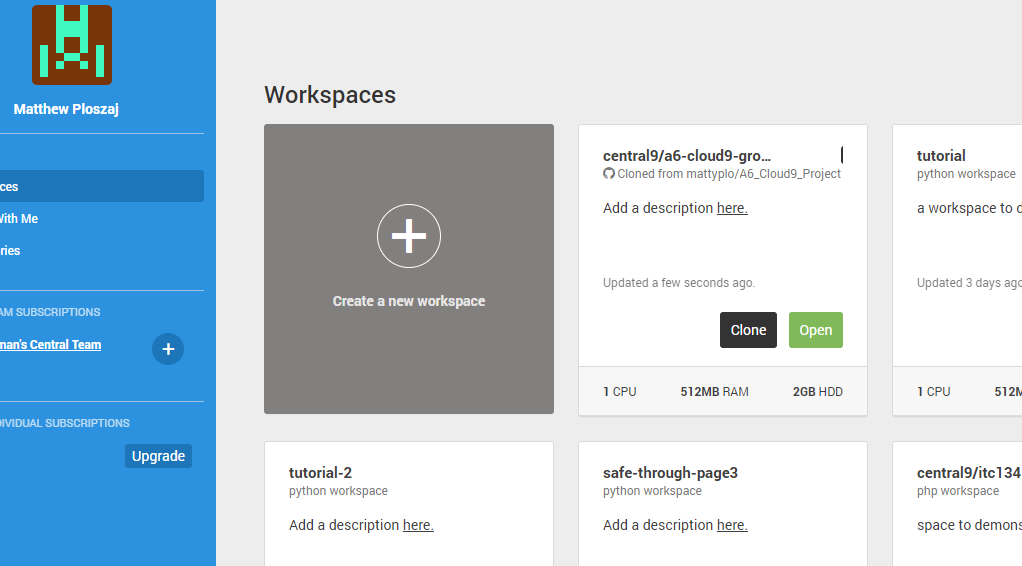 Matthew Ploszaj
ces
With Me
ries
AM SUBSCRIPTIONS
man's Central Team
DIVIDUAL SUBSCRIPTIONS
Upgrade
Workspaces
Create a new workspace
central9/a6-cloud9-gro...
Cloned from mattyplo/A6_Cloud9_Project
Add a description here.
Updated a few seconds ago.
Clone
Open
1 CPU 512MB RAM 2GB HDD
tutorial
python workspace
a workspace to d
Updated 3 days ago
1 CPU 512M
tutorial-2
python workspace
Add a description here.
safe-through-page3
python workspace
Add a description here.
central9/itc134
php workspace
space to demons